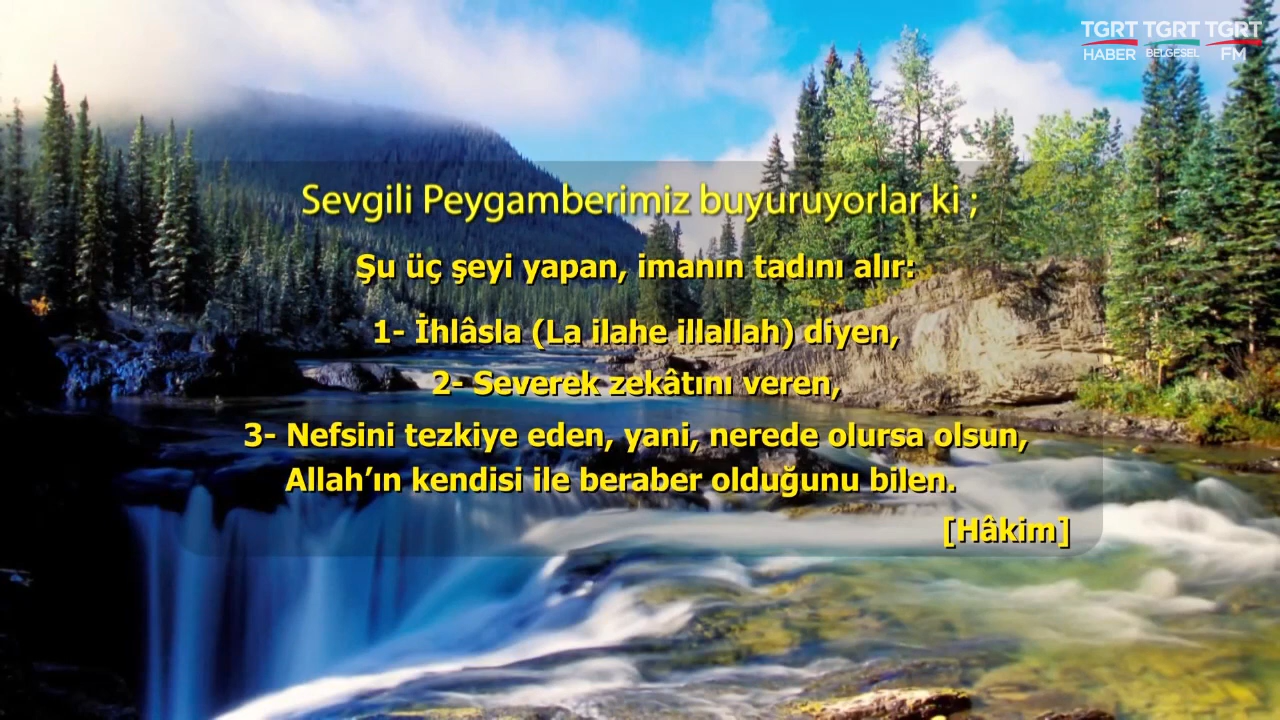 TGRT TGRT TGRT
HABER BELGESEL FM
Sevgili Peygamberimiz buyuruyorlar ki ;
Şu üç şeyi yapan, imanın tadını alır:
1- İhlâsla (La ilahe illallah) diyen,
2- Severek zekâtını veren,
3- Nefsini tezkiye eden, yani, nerede olursa olsun,
Allah’ın kendisi ile beraber olduğunu bilen.
[Hâkim]